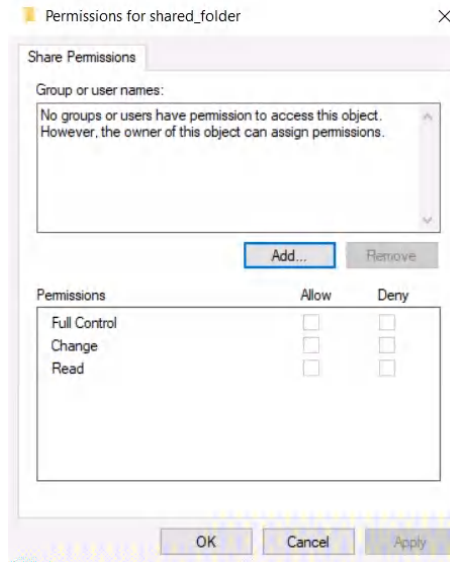 Permissions for shared_folder
Share Permissions
Group or user names:
No groups or users have permission to access this object.
However, the owner of this object can assign permissions.
Add...
Remove
Permissions Allow Deny
Full Control
Change
Read
OK Cancel Apply